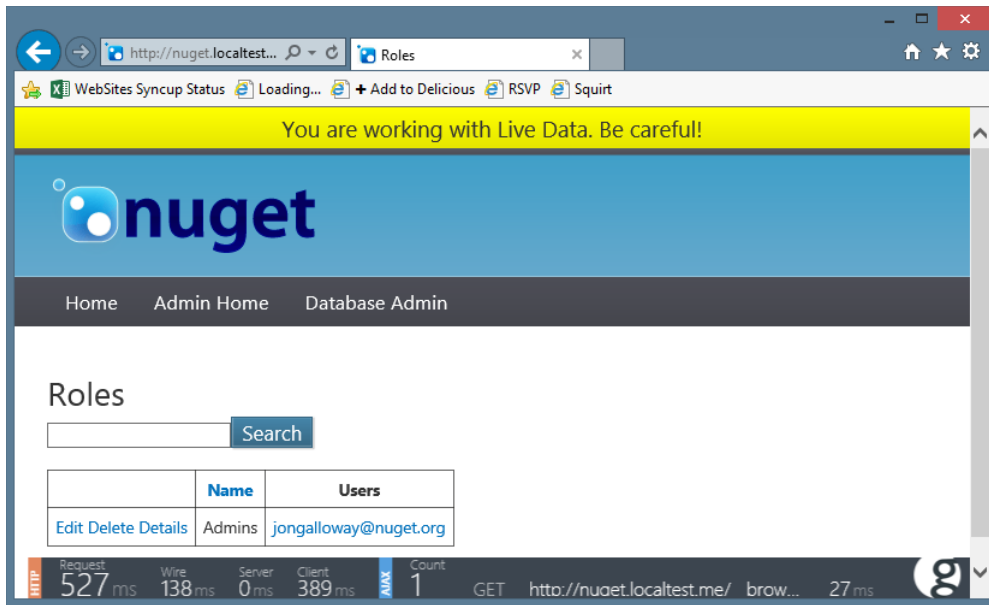 http://nuget.localtest...
Roles
WebSites Syncup Status
Loading...
+ Add to Delicious
RSVP
Squirt
You are working with Live Data. Be careful!
nuget
Home Admin Home Database Admin
Roles
Search
Name Users
Edit Delete Details Admins jongalloway@nuget.org
HTTP Request 527 ms Wire 138 ms Server 0 ms Client 389 ms AJAX Count 1 GET http://nuget.localtest.me/ brow... 27 ms g